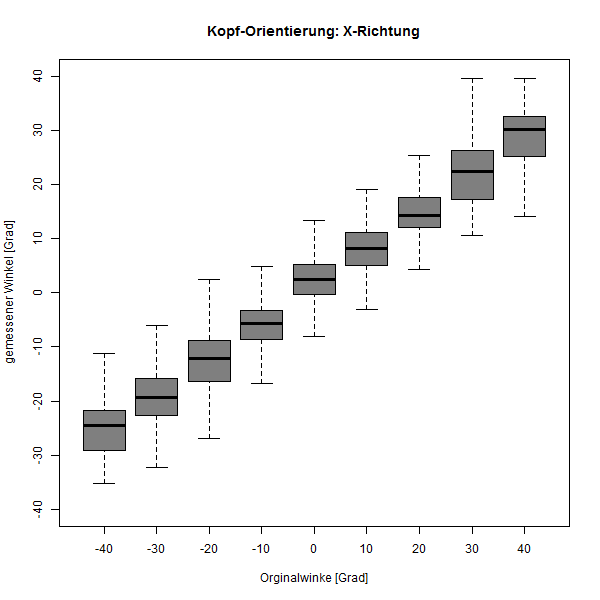 Kopf-Orientierung: X-Richtung
gemessener Winkel [Grad]
40
30
20
10
0
-10
-20
-30
-40
-40 -30 -20 -10 0 10 20 30 40
Orginalwinke [Grad]